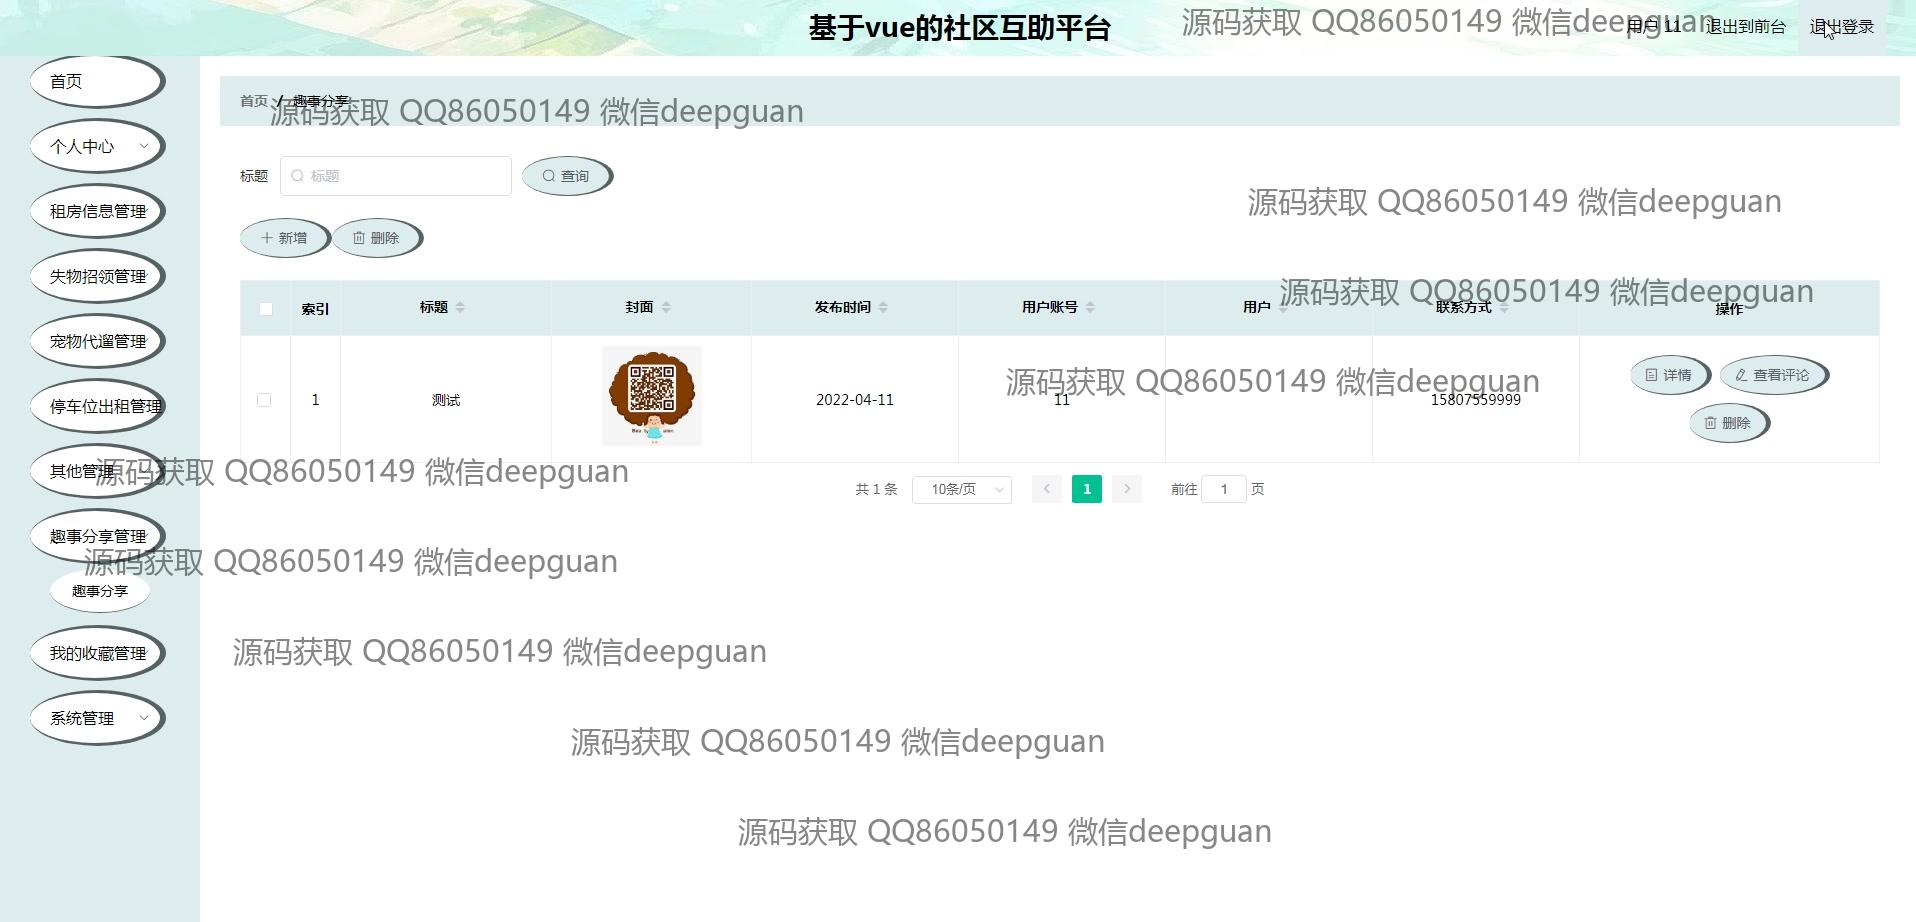 基于vue的社区互助平台
源码获取 QQ86050149 微信deepguan
用户 11
退出到前台
退出登录
首页
个人中心
租房信息管理
失物招领管理
宠物代遛管理
停车位出租管理
其他管理
趣事分享管理
趣事分享
我的收藏管理
系统管理
首页 / 趣事分享
源码获取 QQ86050149 微信deepguan
标题 标题 查询
源码获取 QQ86050149 微信deepguan
新增 删除
源码获取 QQ86050149 微信deepguan
索引 标题 封面 发布时间 用户账号 用户 联系方式 操作
源码获取 QQ86050149 微信deepguan
1 测试 2022-04-11 11 15807559999
详情 查看评论
删除
源码获取 QQ86050149 微信deepguan
共 1 条 10条/页 1 前往 1 页
源码获取 QQ86050149 微信deepguan
源码获取 QQ86050149 微信deepguan
源码获取 QQ86050149 微信deepguan
源码获取 QQ86050149 微信deepguan